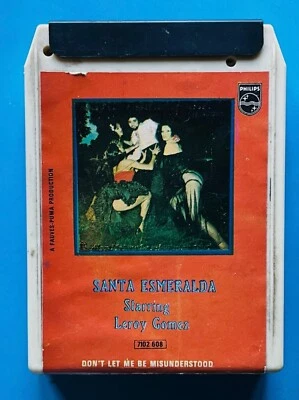 PHILIPS
A FAUVES-PUMA PRODUCTION
SANTA ESMERALDA
Starring
Leroy Gomez
7102 608
DON'T LET ME BE MISUNDERSTOOD